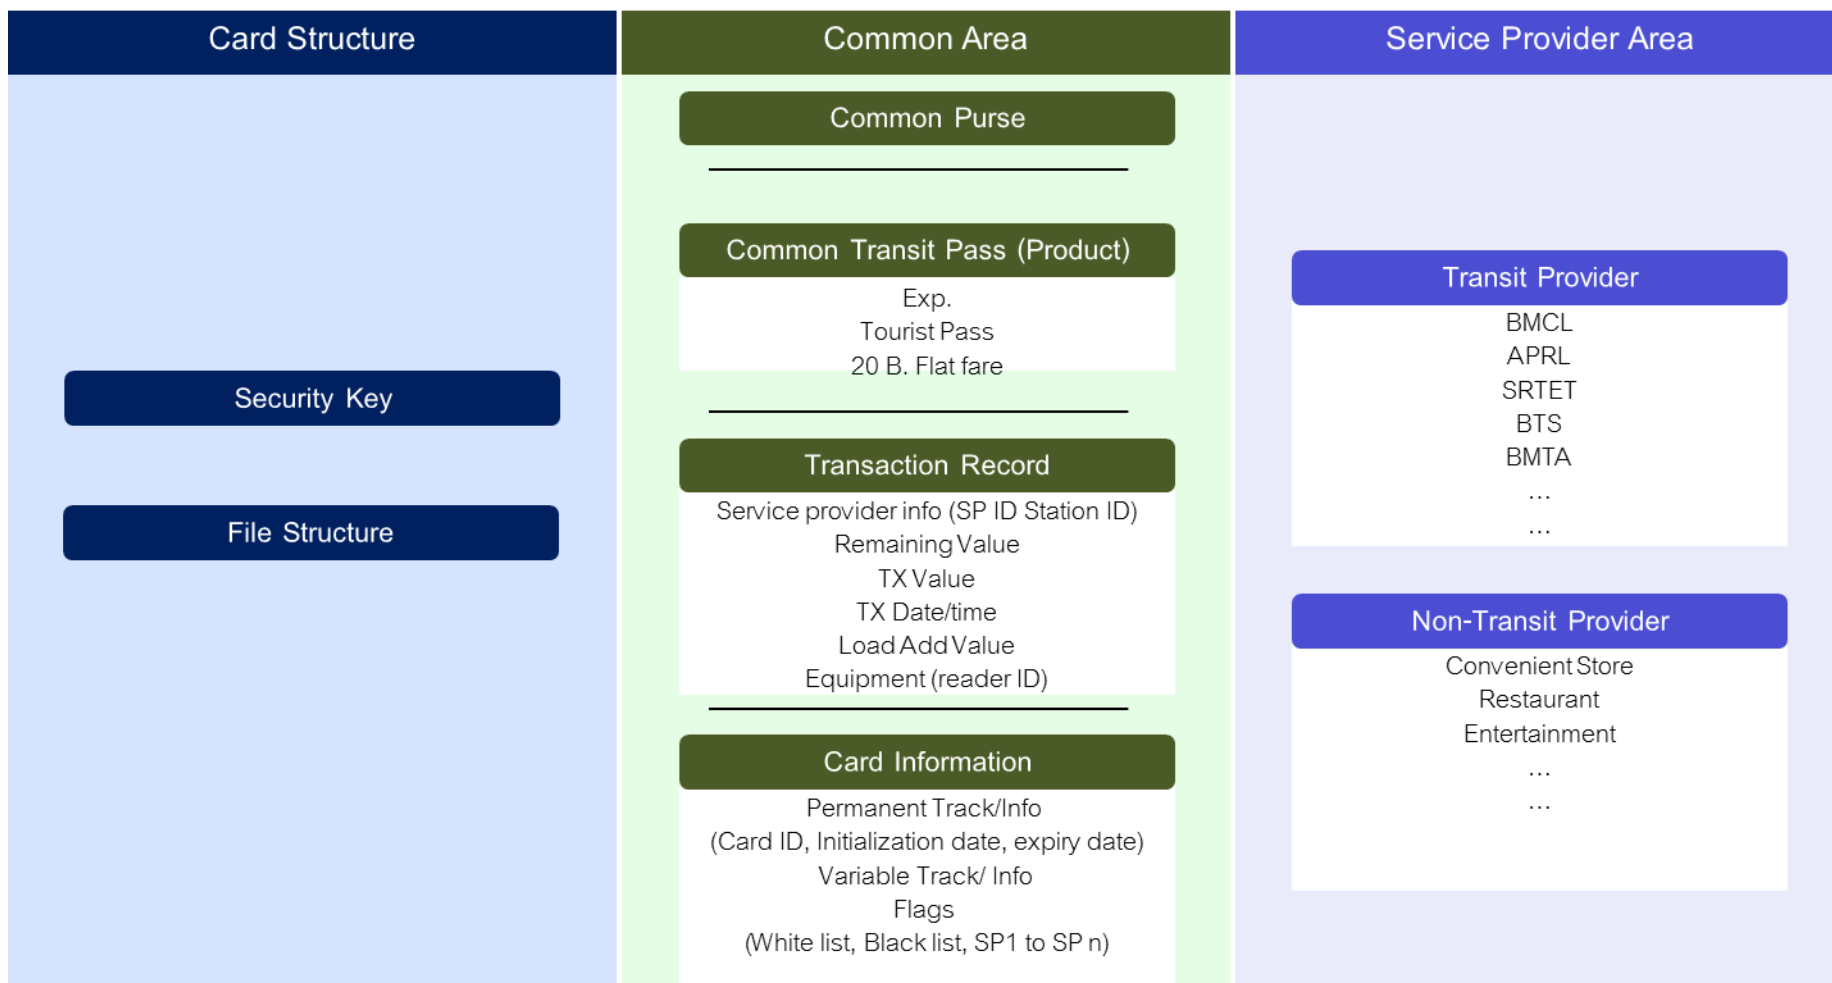 Card Structure
Security Key
File Structure
Common Area
Common Purse
Common Transit Pass (Product)
Exp.
Tourist Pass
20 B. Flat fare
Transaction Record
Service provider info (SP ID Station ID)
Remaining Value
TX Value
TX Date/time
Load Add Value
Equipment (reader ID)
Card Information
Permanent Track/Info
(Card ID, Initialization date, expiry date)
Variable Track/ Info
Flags
(White list, Black list, SP1 to SP n)
Service Provider Area
Transit Provider
BMCL
APRL
SRTET
BTS
BMTA
...
...
Non-Transit Provider
Convenient Store
Restaurant
Entertainment
...
...